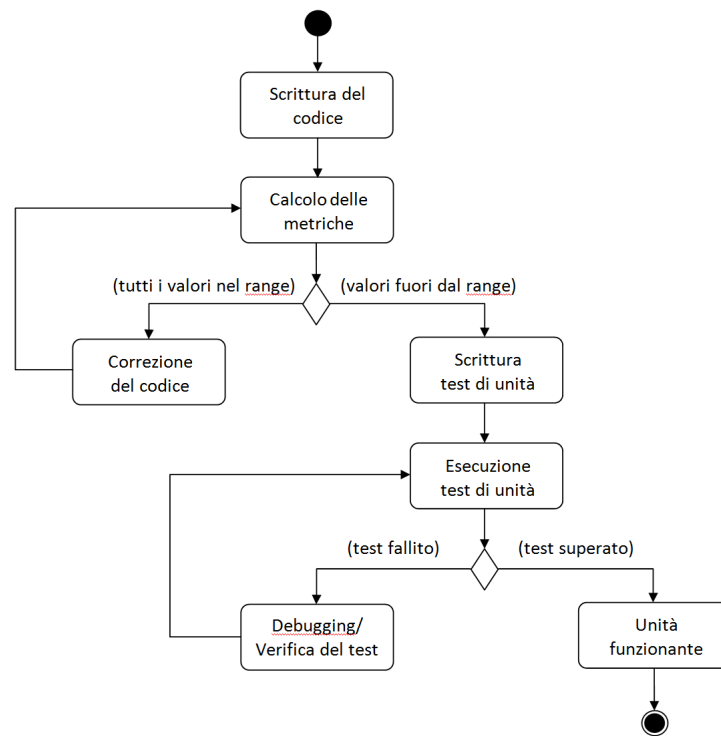 Scrittura del
codice
Calcolo delle
metriche
(tutti i valori nel range)
(valori fuori dal range)
Correzione
del codice
Scrittura
test di unità
Esecuzione
test di unità
(test fallito)
(test superato)
Debugging/
Verifica del test
Unità
funzionante